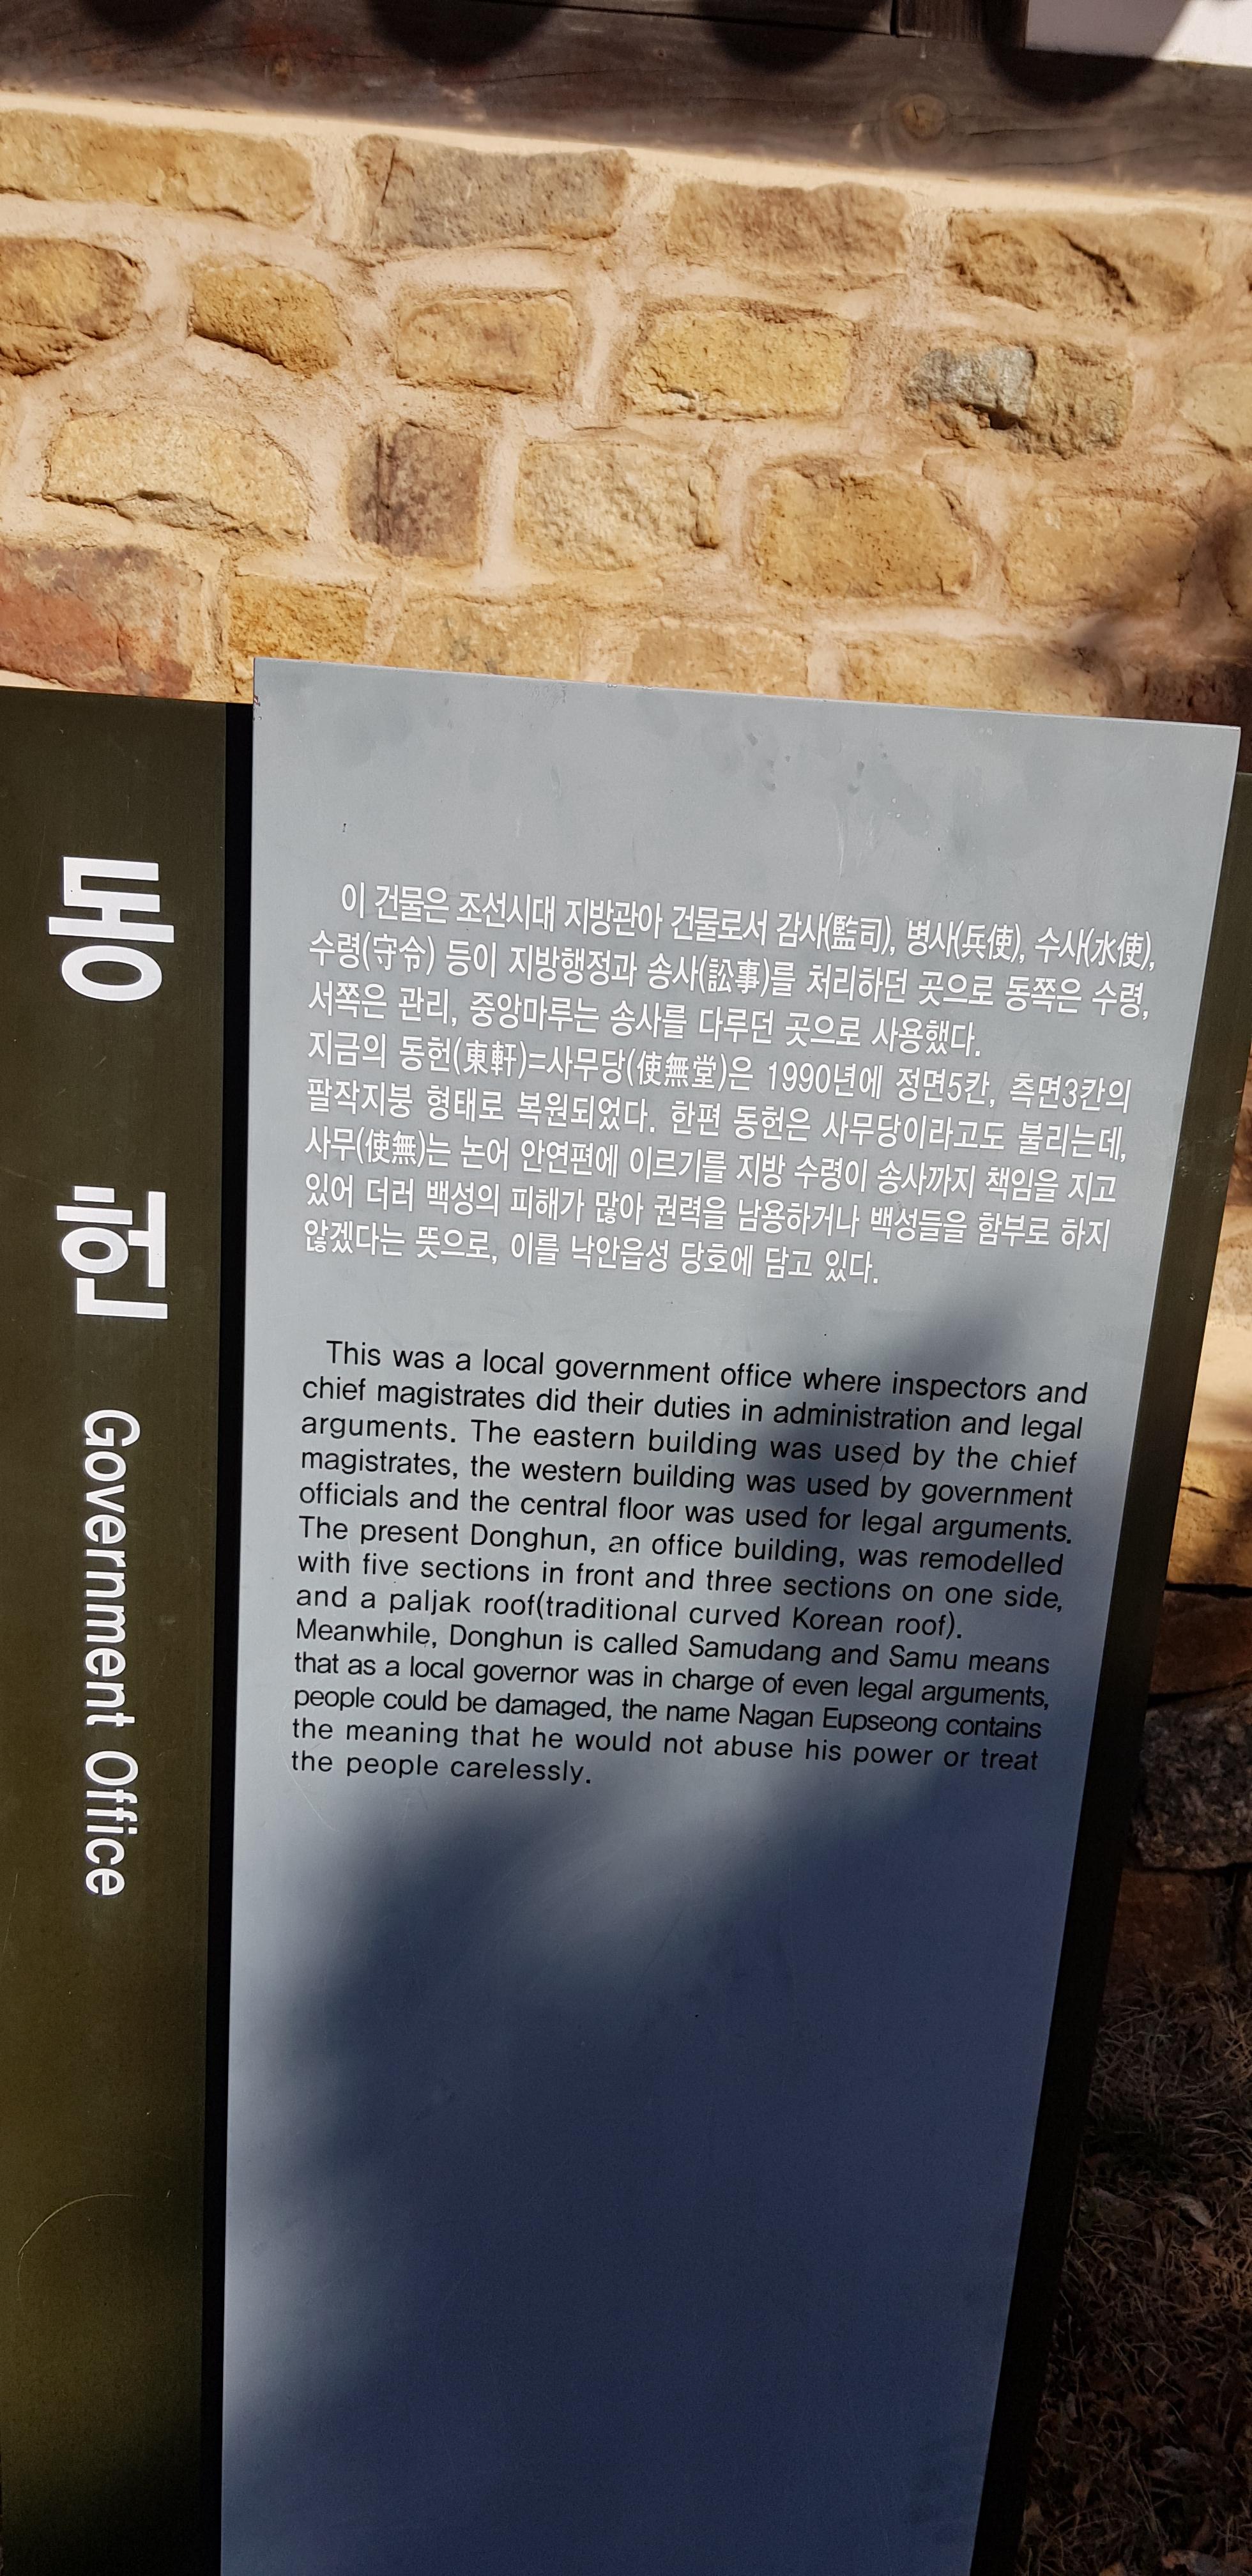 동헌
Government Office
이 건물은 조선시대 지방관아 건물로서 감사(監司), 병사(兵使), 수사(水使),
수령(守令) 등이 지방행정과 송사(訟事)를 처리하던 곳으로 동쪽은 수령,
서쪽은 관리, 중앙마루는 송사를 다루던 곳으로 사용했다.
지금의 동헌(東軒)=사무당(使無堂)은 1990년에 정면5칸, 측면3칸의
팔작지붕 형태로 복원되었다. 한편 동헌은 사무당이라고도 불리는데,
사무(使無)는 논어 안연편에 이르기를 지방 수령이 송사까지 책임을 지고
있어 더러 백성의 피해가 많아 권력을 남용하거나 백성들을 함부로 하지
않겠다는 뜻으로, 이를 낙안읍성 당호에 담고 있다.
This was a local government office where inspectors and
chief magistrates did their duties in administration and legal
arguments. The eastern building was used by the chief
magistrates, the western building was used by government
officials and the central floor was used for legal arguments.
The present Donghun, an office building, was remodelled
with five sections in front and three sections on one side,
and a paljak roof(traditional curved Korean roof).
Meanwhile, Donghun is called Samudang and Samu means
that as a local governor was in charge of even legal arguments,
people could be damaged, the name Nagan Eupseong contains
the meaning that he would not abuse his power or treat
the people carelessly.